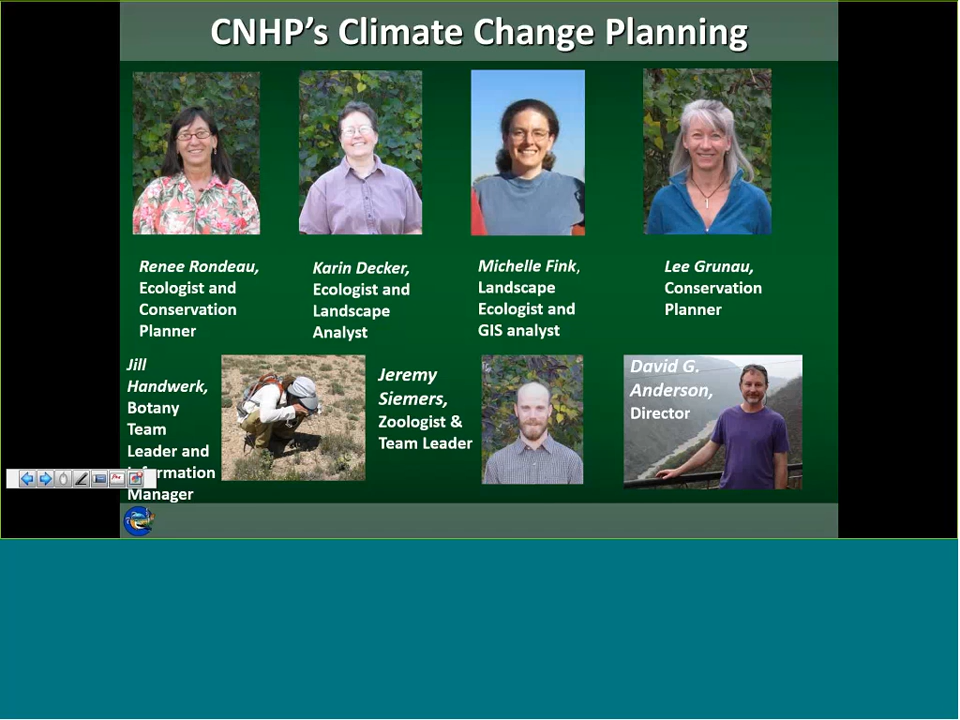 CNHP's Climate Change Planning
Renee Rondeau,
Ecologist and
Conservation
Planner
Karin Decker,
Ecologist and
Landscape
Analyst
Michelle Fink,
Landscape
Ecologist and
GIS analyst
Lee Grunau,
Conservation
Planner
Jill
Handwerk,
Botany
Team
Leader and
Information
Manager
Jeremy
Siemers,
Zoologist &
Team Leader
David G.
Anderson,
Director